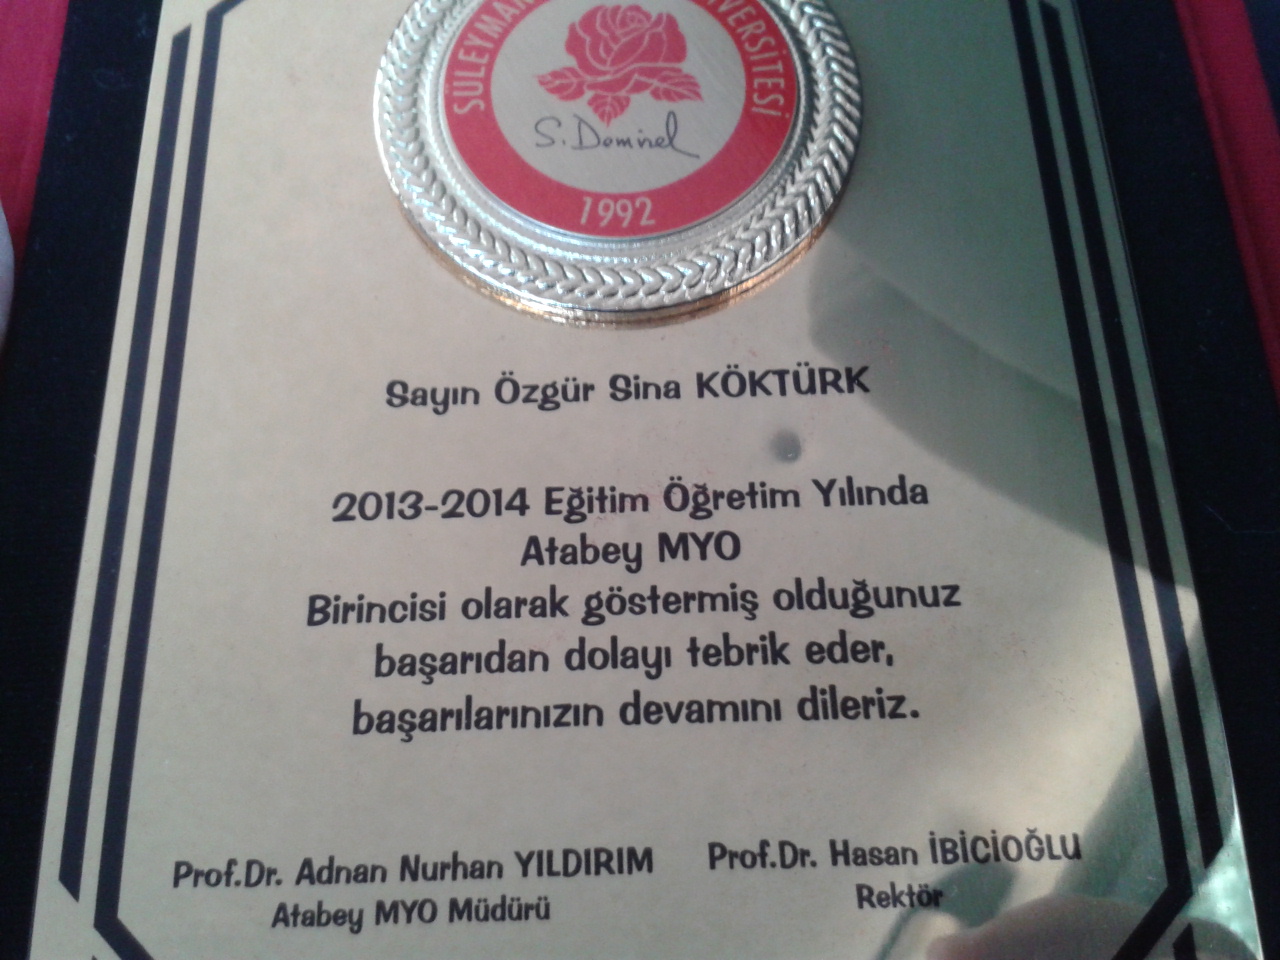 SÜLEYMAN ÜNİVERSİTESİ
S. Demirel
1992
Sayın Özgür Sina KÖKTÜRK
2013-2014 Eğitim Öğretim Yılında
Atabey MYO
Birincisi olarak göstermiş olduğunuz
başarıdan dolayı tebrik eder,
başarılarınızın devamını dileriz.
Prof.Dr. Adnan Nurhan YILDIRIM
Atabey MYO Müdürü
Prof.Dr. Hasan İBİCİOĞLU
Rektör